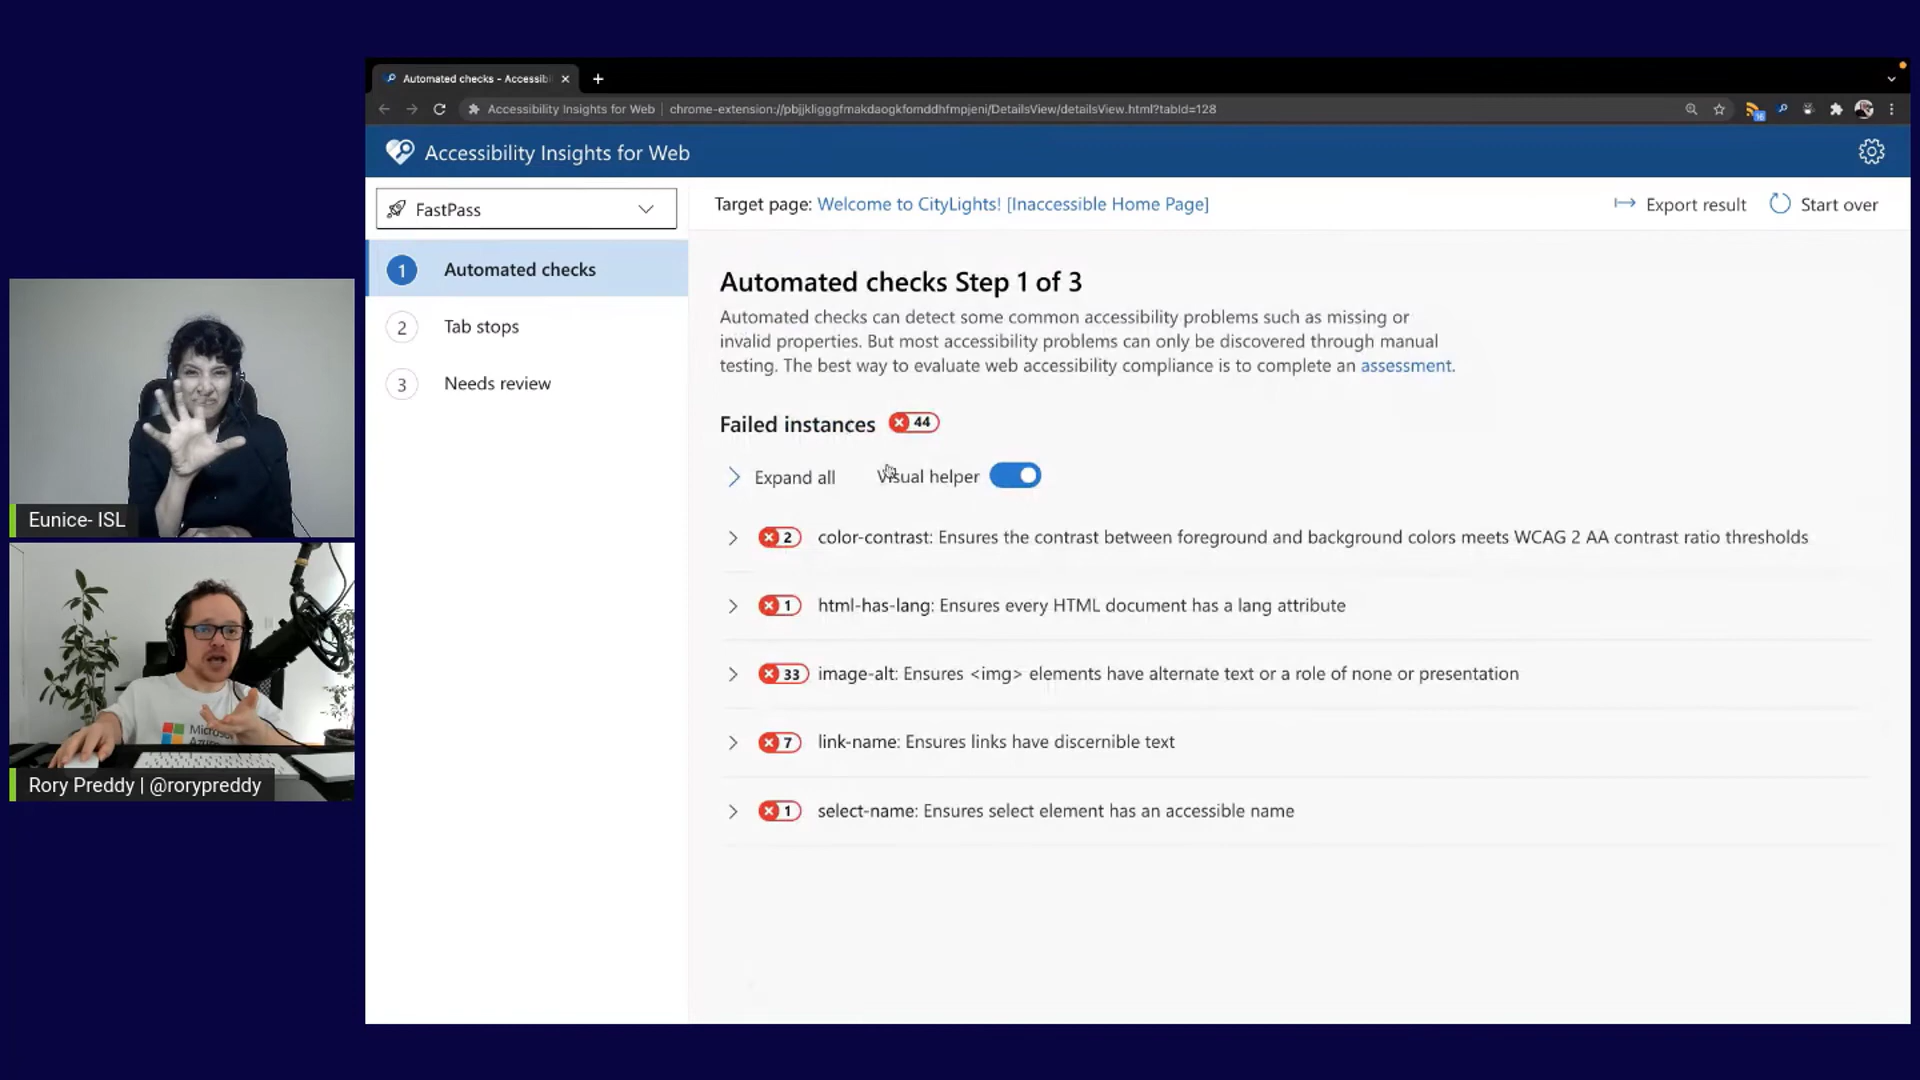 Automated checks - Accessibi
Accessibility Insights for Web
chrome-extension://pbjjkligggfmakdaogkfomddhfmpjeni/DetailsView/detailsView.html?tabId=128
Accessibility Insights for Web
FastPass
1 Automated checks
2 Tab stops
3 Needs review
Target page: Welcome to CityLights! [Inaccessible Home Page]
Export result
Start over
Automated checks Step 1 of 3
Automated checks can detect some common accessibility problems such as missing or
invalid properties. But most accessibility problems can only be discovered through manual
testing. The best way to evaluate web accessibility compliance is to complete an assessment.
Failed instances 44
Expand all
Visual helper
2 color-contrast: Ensures the contrast between foreground and background colors meets WCAG 2 AA contrast ratio thresholds
1 html-has-lang: Ensures every HTML document has a lang attribute
33 image-alt: Ensures <img> elements have alternate text or a role of none or presentation
7 link-name: Ensures links have discernible text
1 select-name: Ensures select element has an accessible name
Eunice- ISL
Microsoft
Azure
Rory Preddy | @rorypreddy